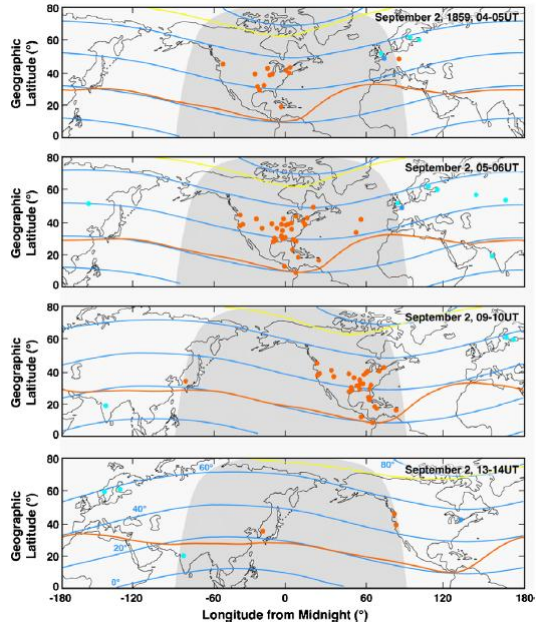 80
September 2, 1859, 04-05UT
60
40
20
0
Geographic
Latitude (°)
80
September 2, 05-06UT
60
40
20
0
Geographic
Latitude (°)
80
September 2, 09-10UT
60
40
20
0
Geographic
Latitude (°)
80
60° 80° September 2, 13-14UT
60
40°
40
20°
20
0°
0
Geographic
Latitude (°)
-180 -120 -60 0 60 120 180
Longitude from Midnight (°)